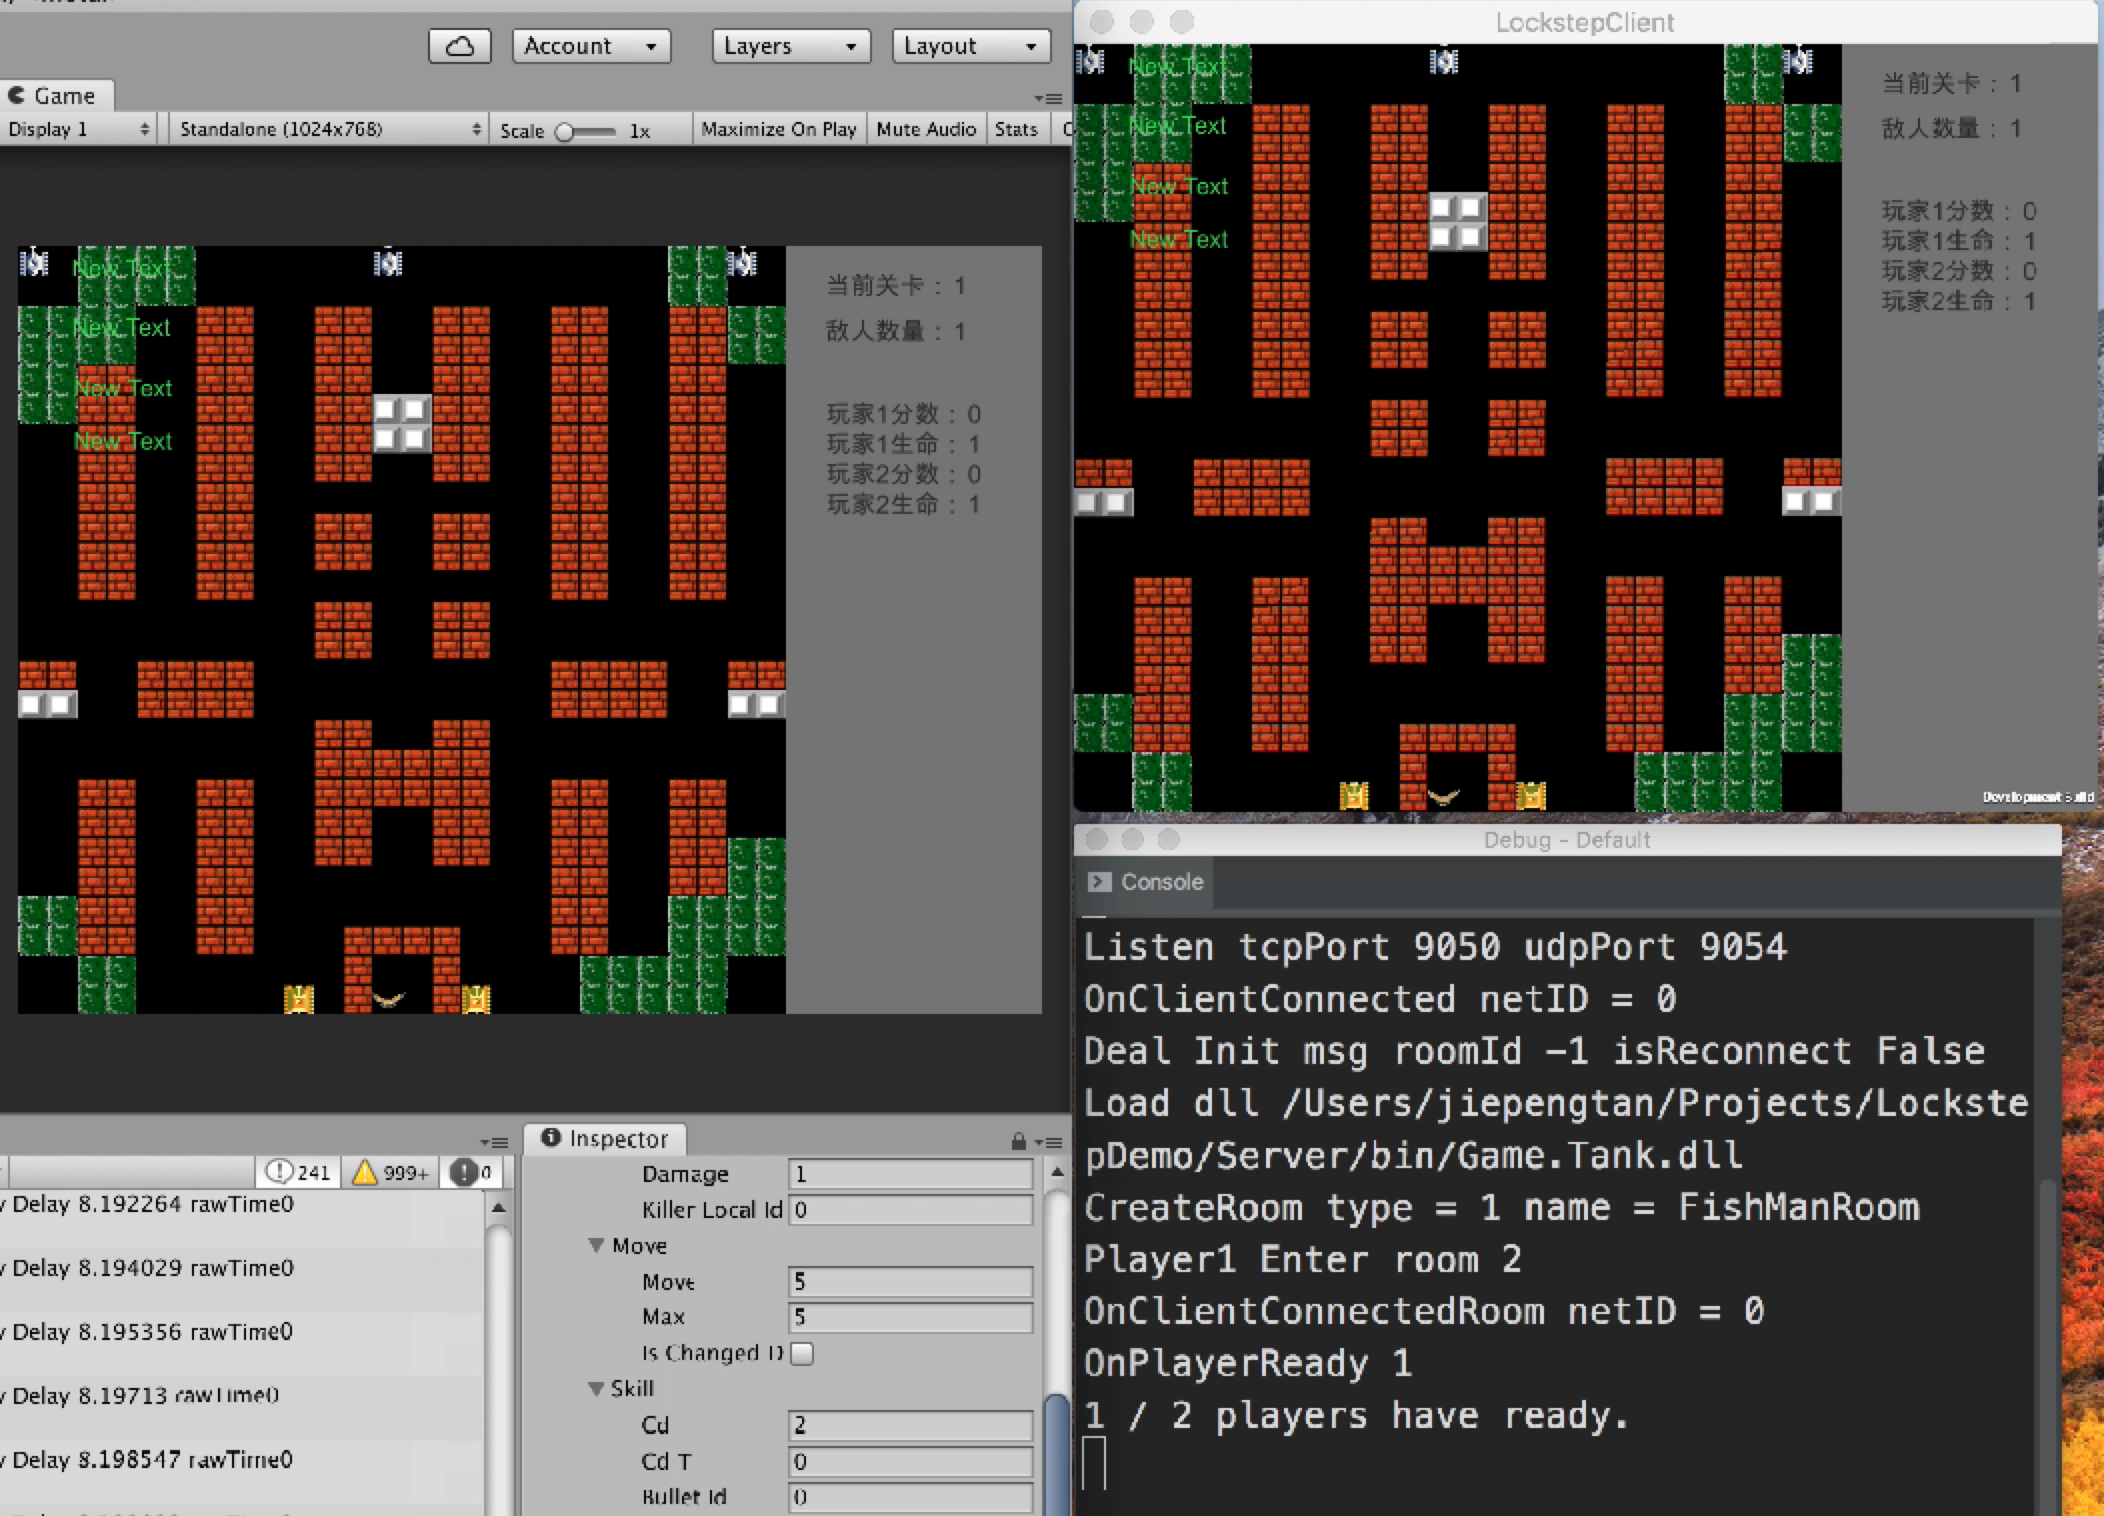 Account
Layers
Layout
Game
Display 1
Standalone (1024x768)
Scale
1x
Maximize On Play
Mute Audio
Stats
New Text
New Text
New Text
New Text
当前关卡：1
敌人数量：1
玩家1分数：0
玩家1生命：1
玩家2分数：0
玩家2生命：1
241
999+
0
Delay 8.192264 rawTime0
Delay 8.194029 rawTime0
Delay 8.195356 rawTime0
Delay 8.19713 rawTime0
Delay 8.198547 rawTime0
Inspector
Damage 1
Killer Local Id 0
Move
Move 5
Max 5
Is Changed
Skill
Cd 2
Cd T 0
Bullet Id 0
LockstepClient
New Text
New Text
New Text
New Text
当前关卡：1
敌人数量：1
玩家1分数：0
玩家1生命：1
玩家2分数：0
玩家2生命：1
Development Build
Debug - Default
Console
Listen tcpPort 9050 udpPort 9054
OnClientConnected netID = 0
Deal Init msg roomId -1 isReconnect False
Load dll /Users/jiepengtan/Projects/Lockste
pDemo/Server/bin/Game.Tank.dll
CreateRoom type = 1 name = FishManRoom
Player1 Enter room 2
OnClientConnectedRoom netID = 0
OnPlayerReady 1
1 / 2 players have ready.